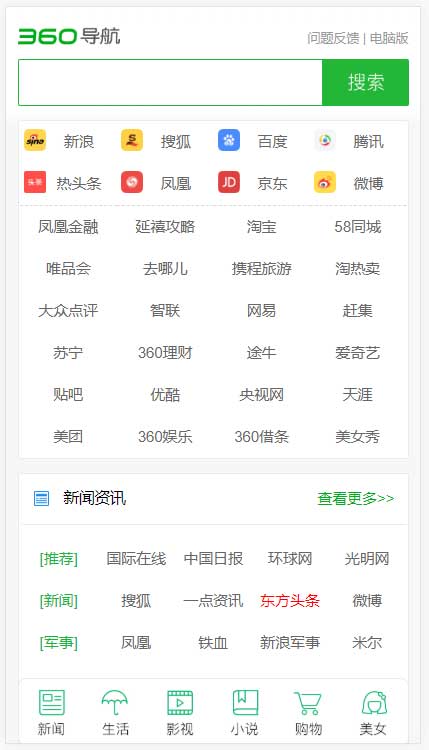 360导航
问题反馈 | 电脑版
搜索
sina 新浪 搜狐 百度 JD 腾讯
头条 热头条 凤凰 JD 京东 微博
凤凰金融 延禧攻略 淘宝 58同城
唯品会 去哪儿 携程旅游 淘热卖
大众点评 智联 网易 赶集
苏宁 360理财 途牛 爱奇艺
贴吧 优酷 央视网 天涯
美团 360娱乐 360借条 美女秀
新闻资讯 查看更多>>
[推荐] 国际在线 中国日报 环球网 光明网
[新闻] 搜狐 一点资讯 东方头条 微博
[军事] 凤凰 铁血 新浪军事 米尔
新闻 生活 影视 小说 购物 美女